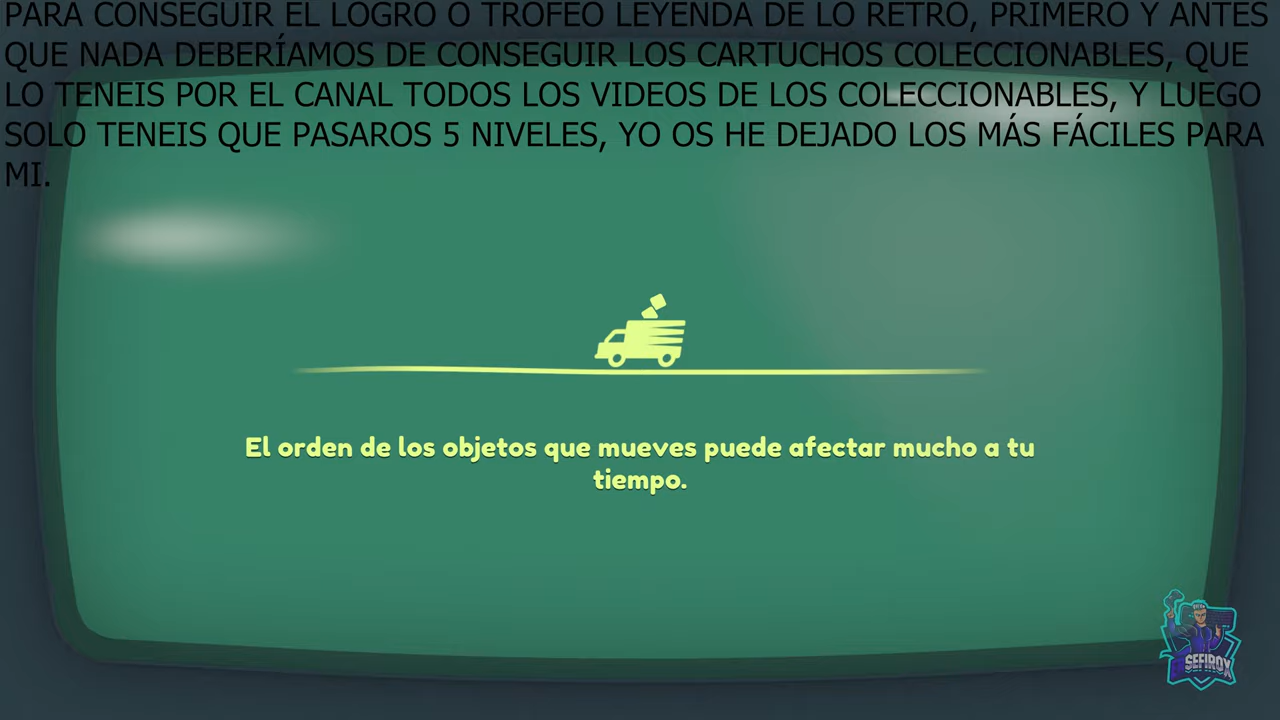 PARA CONSEGUIR EL LOGRO O TROFEO LEYENDA DE LO RETRO, PRIMERO Y ANTES
QUE NADA DEBERÍAMOS DE CONSEGUIR LOS CARTUCHOS COLECCIONABLES, QUE
LO TENEIS POR EL CANAL TODOS LOS VIDEOS DE LOS COLECCIONABLES, Y LUEGO
SOLO TENEIS QUE PASAROS 5 NIVELES, YO OS HE DEJADO LOS MÁS FÁCILES PARA
MI.
El orden de los objetos que mueves puede afectar mucho a tu
tiempo.
SEFIROX